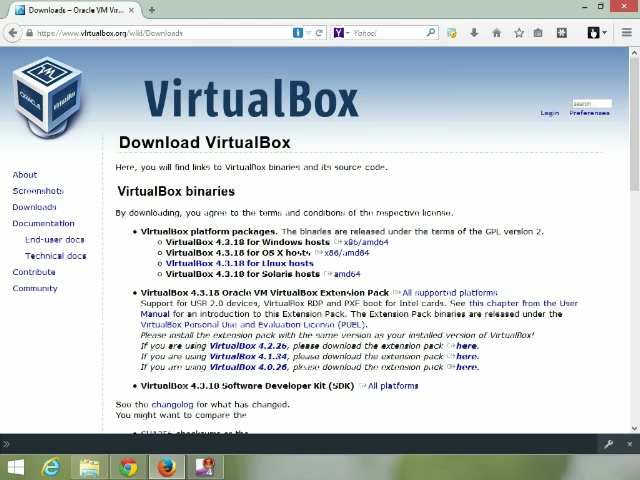 Downloads – Oracle VM Vir...
https://www.virtualbox.org/wiki/Downloads
Yahoo!
VM
ORACLE
VirtualBox
VirtualBox
search...
Login Preferences
About
Screenshots
Downloads
Documentation
End-user docs
Technical docs
Contribute
Community
Download VirtualBox
Here, you will find links to VirtualBox binaries and its source code.
VirtualBox binaries
By downloading, you agree to the terms and conditions of the respective license.
VirtualBox platform packages. The binaries are released under the terms of the GPL version 2.
VirtualBox 4.3.18 for Windows hosts x86/amd64
VirtualBox 4.3.18 for OS X hosts x86/amd64
VirtualBox 4.3.18 for Linux hosts
VirtualBox 4.3.18 for Solaris hosts amd64
VirtualBox 4.3.18 Oracle VM VirtualBox Extension Pack All supported platforms
Support for USB 2.0 devices, VirtualBox RDP and PXE boot for Intel cards. See this chapter from the User
Manual for an introduction to this Extension Pack. The Extension Pack binaries are released under the
VirtualBox Personal Use and Evaluation License (PUEL).
Please install the extension pack with the same version as your installed version of VirtualBox!
If you are using VirtualBox 4.2.26, please download the extension pack here.
If you are using VirtualBox 4.1.34, please download the extension pack here.
If you are using VirtualBox 4.0.26, please download the extension pack here.
VirtualBox 4.3.18 Software Developer Kit (SDK) All platforms
See the changelog for what has changed.
You might want to compare the
SHA256 checksums or the